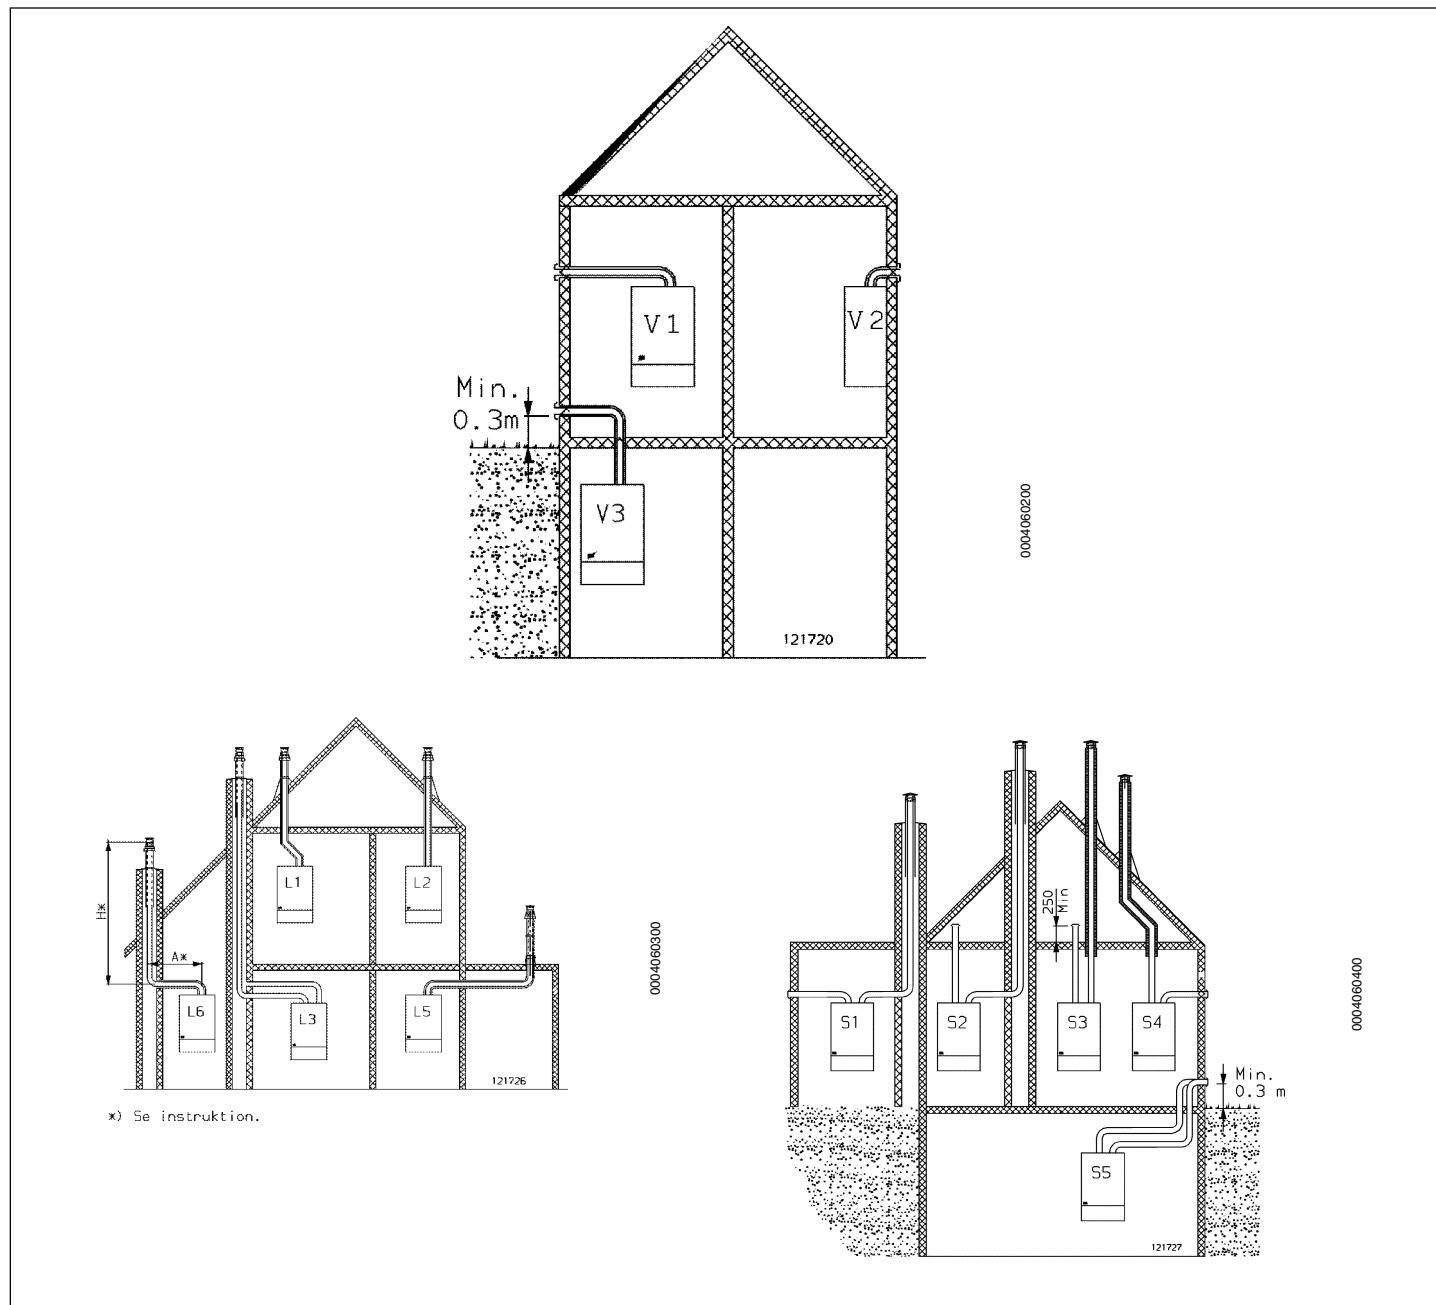 V1
V2
Min.
0.3m
V3
121720
0004060200
L1
L2
H*
A*
L6
L3
L5
121726
*) Se instruktion.
0004060300
250
Min
S1
S2
S3
S4
Min.
0.3 m
S5
121727
0004060400